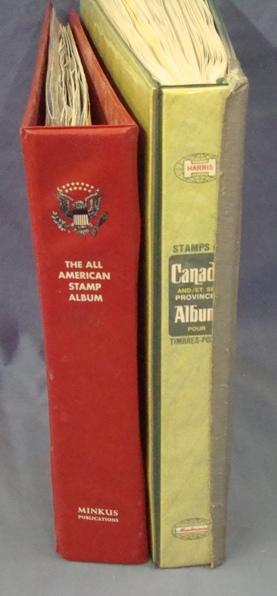 THE ALL
AMERICAN
STAMP
ALBUM
MINKUS
PUBLICATIONS
HARRIS
STAMPS
Canad
AND/ET SE
PROVINCE
Album
POUR
TIMBRES-PO